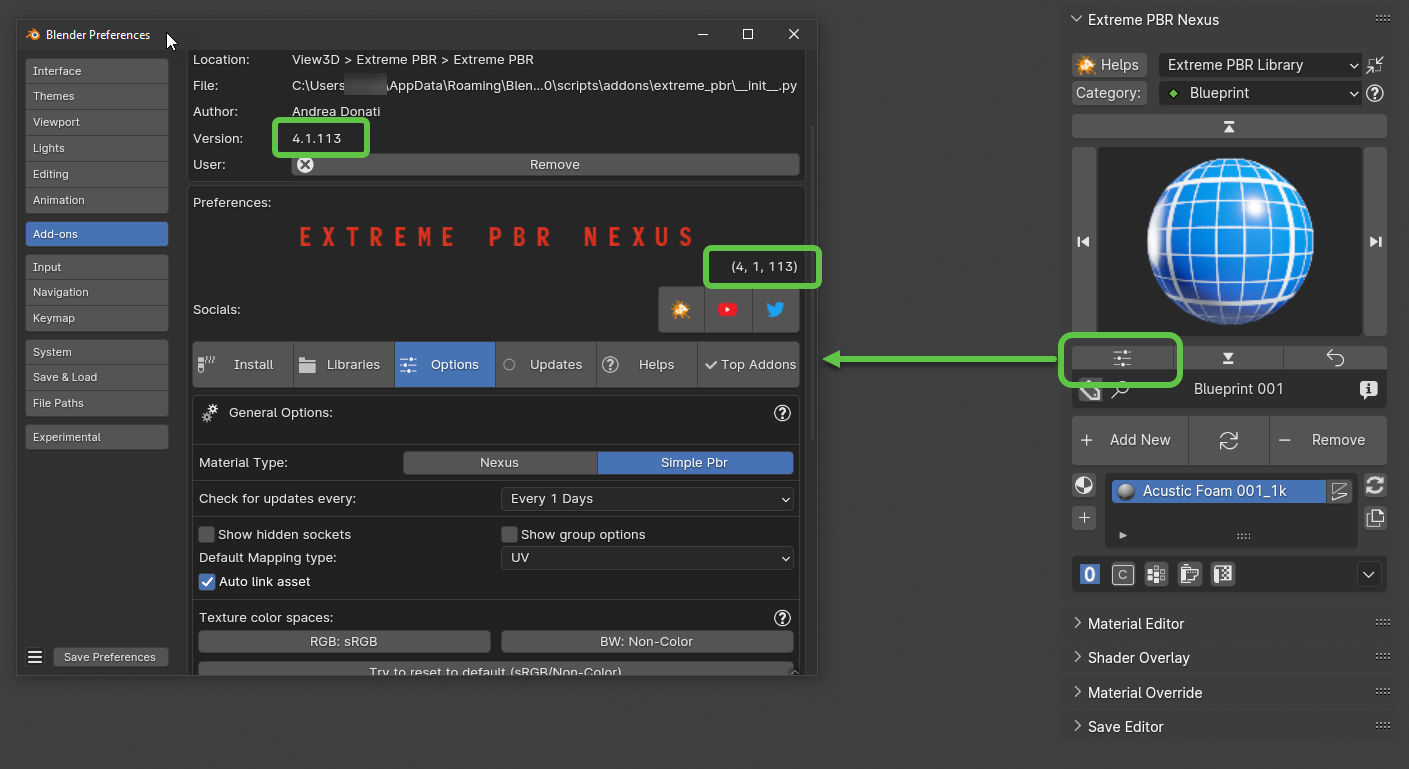 Blender Preferences
Interface
Themes
Viewport
Lights
Editing
Animation
Add-ons
Input
Navigation
Keymap
System
Save & Load
File Paths
Experimental
Save Preferences
Location: View3D > Extreme PBR > Extreme PBR
File: C:\Users \AppData\Roaming\Blen...0\scripts\addons\extreme_pbr\__init__.py
Author: Andrea Donati
Version: 4.1.113
User: Remove
Preferences:
EXTREME PBR NEXUS
(4, 1, 113)
Socials:
Install Libraries Options Updates Helps Top Addons
General Options:
Material Type: Nexus Simple Pbr
Check for updates every: Every 1 Days
Show hidden sockets Show group options
Default Mapping type: UV
Auto link asset
Texture color spaces:
RGB: sRGB BW: Non-Color
Try to reset to default (sRGB/Non-Color)
Extreme PBR Nexus
Helps Extreme PBR Library
Category: Blueprint
Blueprint 001
Add New Remove
Acustic Foam 001_1k
0 C
Material Editor
Shader Overlay
Material Override
Save Editor